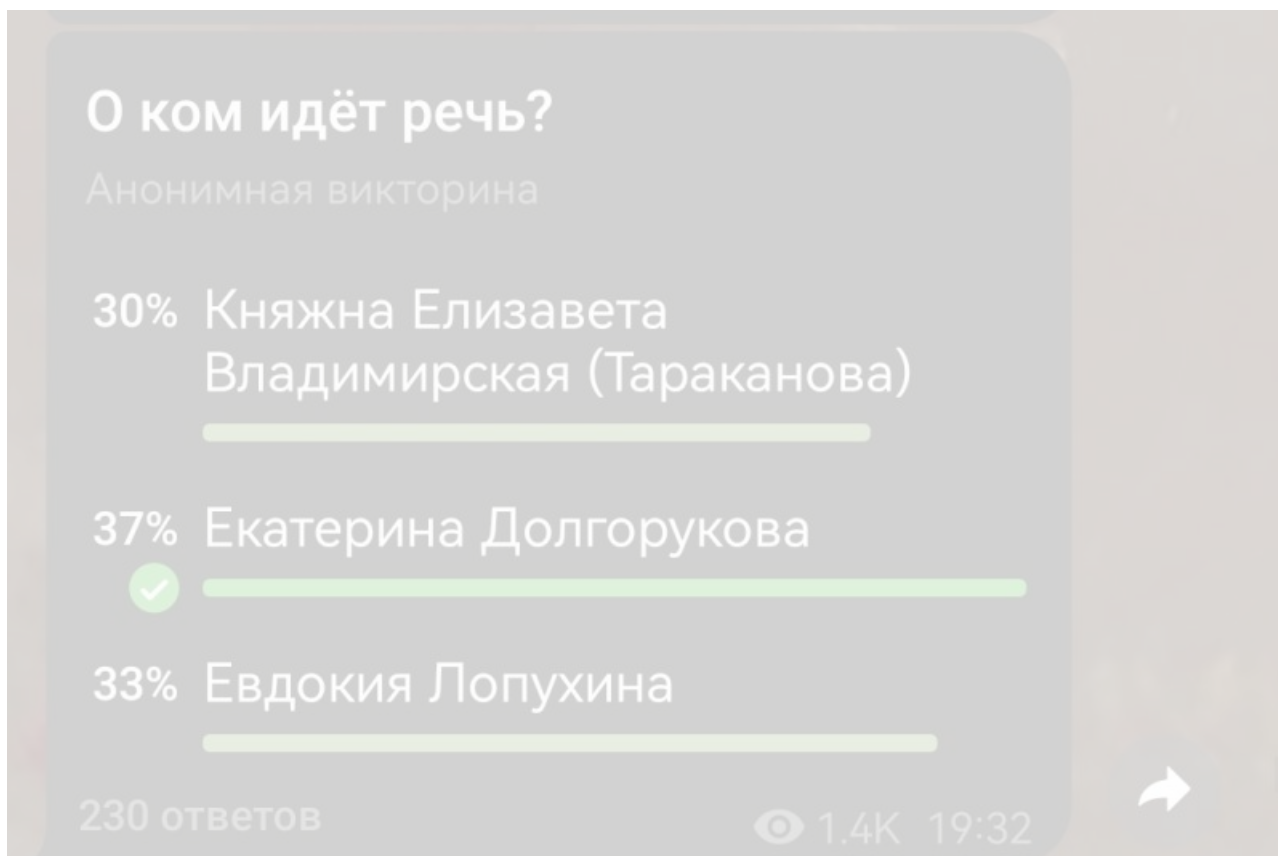 О ком идёт речь?
Анонимная викторина
30% Княжна Елизавета
Владимирская (Тараканова)
37% Екатерина Долгорукова
33% Евдокия Лопухина
230 ответов
1.4K 19:32